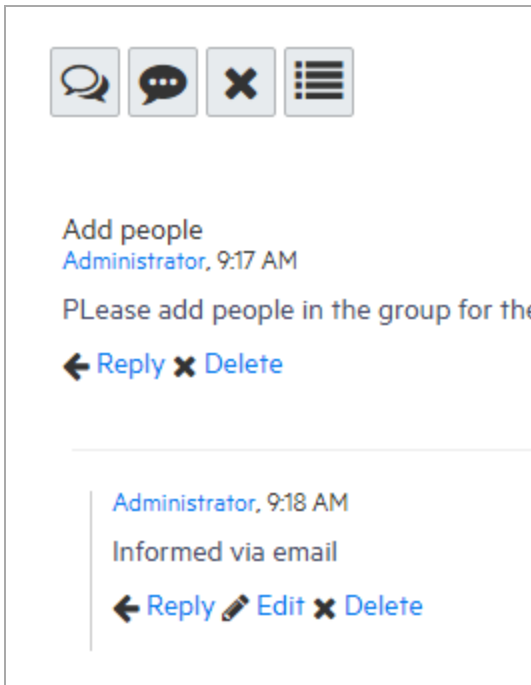 Add people
Administrator, 9:17 AM
PLease add people in the group for the
Reply Delete
Administrator, 9:18 AM
Informed via email
Reply Edit Delete